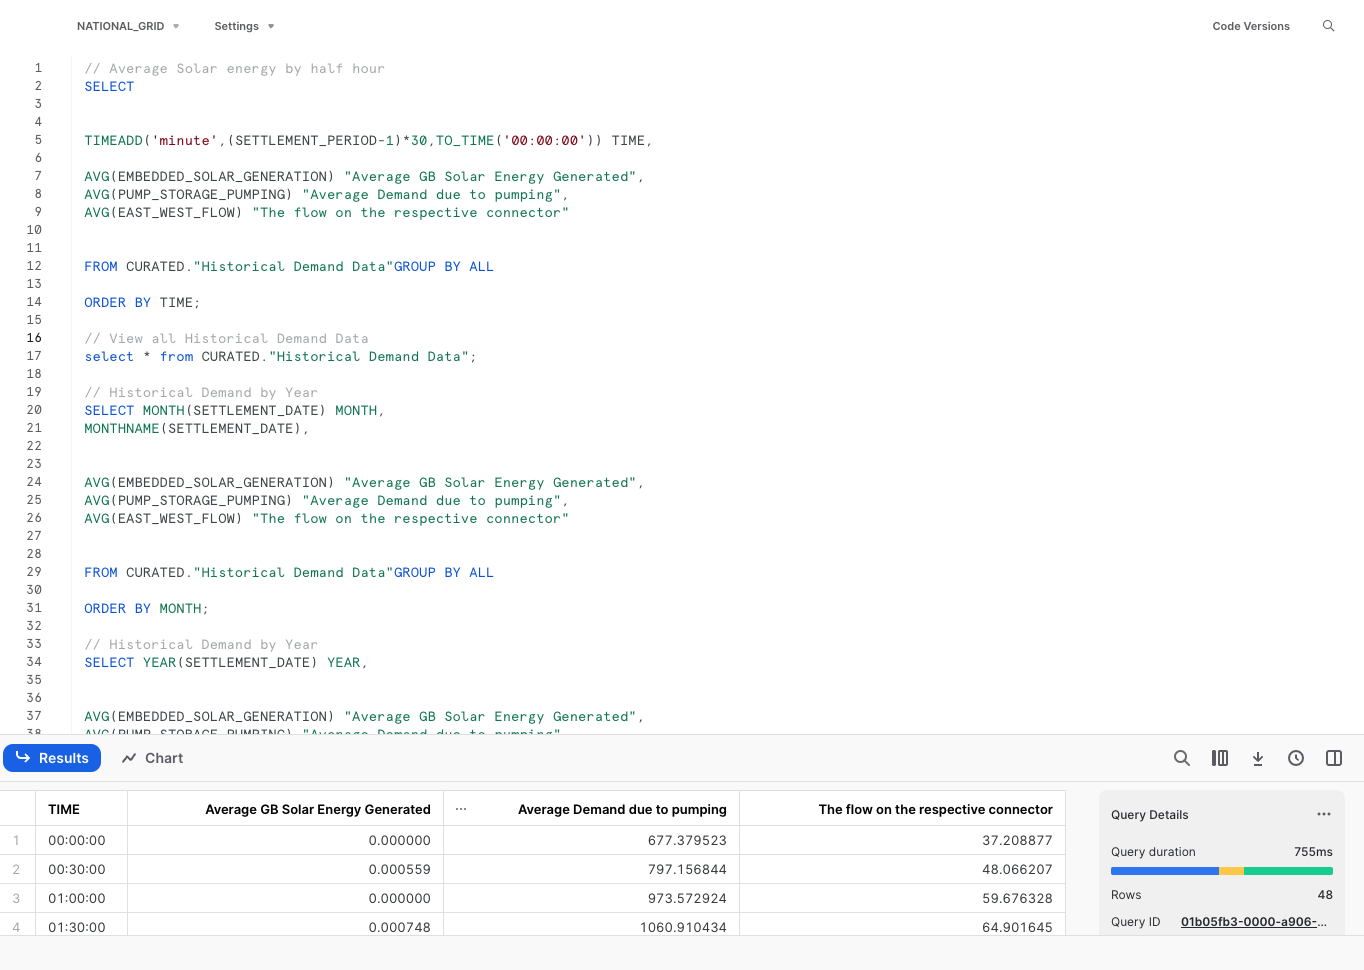 NATIONAL_GRID Settings Code Versions
1 // Average Solar energy by half hour
2 SELECT
3
4
5 TIMEADD('minute',(SETTLEMENT_PERIOD-1)*30,TO_TIME('00:00:00')) TIME,
6
7 AVG(EMBEDDED_SOLAR_GENERATION) "Average GB Solar Energy Generated",
8 AVG(PUMP_STORAGE_PUMPING) "Average Demand due to pumping",
9 AVG(EAST_WEST_FLOW) "The flow on the respective connector"
10
11
12 FROM CURATED."Historical Demand Data"GROUP BY ALL
13
14 ORDER BY TIME;
15
16 // View all Historical Demand Data
17 select * from CURATED."Historical Demand Data";
18
19 // Historical Demand by Year
20 SELECT MONTH(SETTLEMENT_DATE) MONTH,
21 MONTHNAME(SETTLEMENT_DATE),
22
23
24 AVG(EMBEDDED_SOLAR_GENERATION) "Average GB Solar Energy Generated",
25 AVG(PUMP_STORAGE_PUMPING) "Average Demand due to pumping",
26 AVG(EAST_WEST_FLOW) "The flow on the respective connector"
27
28
29 FROM CURATED."Historical Demand Data"GROUP BY ALL
30
31 ORDER BY MONTH;
32
33 // Historical Demand by Year
34 SELECT YEAR(SETTLEMENT_DATE) YEAR,
35
36
37 AVG(EMBEDDED_SOLAR_GENERATION) "Average GB Solar Energy Generated",
38 AVG(PUMP_STORAGE_PUMPING) "Average Demand due to pumping",
Results Chart
TIME Average GB Solar Energy Generated ... Average Demand due to pumping The flow on the respective connector
1 00:00:00 0.000000 677.379523 37.208877
2 00:30:00 0.000559 797.156844 48.066207
3 01:00:00 0.000000 973.572924 59.676328
4 01:30:00 0.000748 1060.910434 64.901645
Query Details ...
Query duration 755ms
Rows 48
Query ID 01b05fb3-0000-a906-...